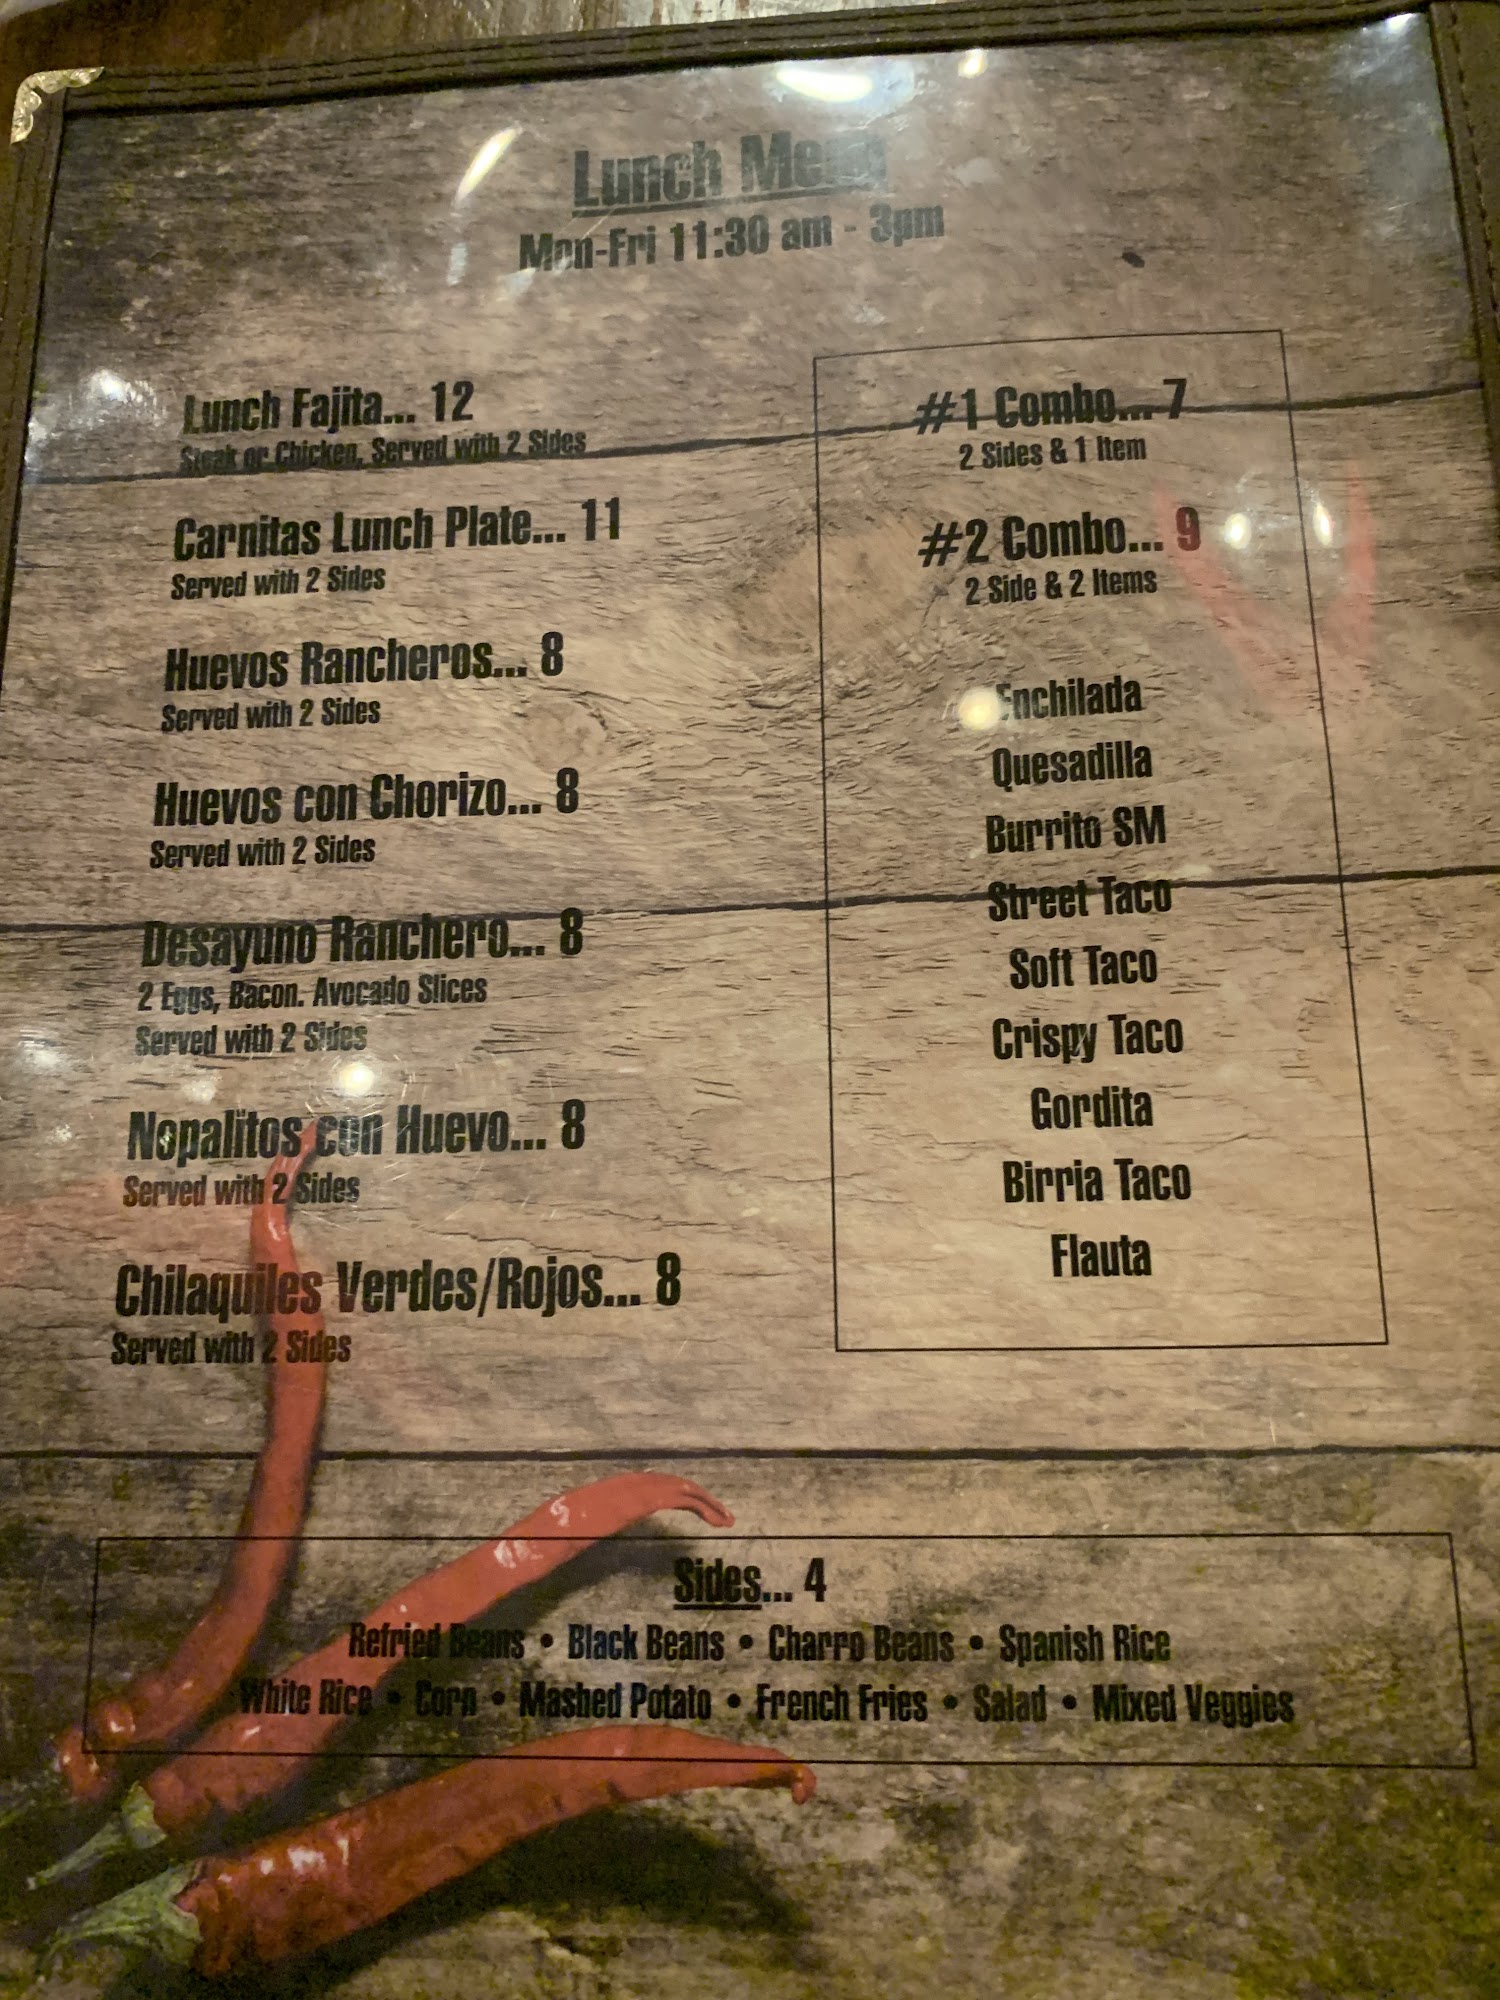 Lunch Menu
Mon-Fri 11:30 am - 3pm
Lunch Fajita... 12
Steak or Chicken, Served with 2 Sides
Carnitas Lunch Plate... 11
Served with 2 Sides
Huevos Rancheros... 8
Served with 2 Sides
Huevos con Chorizo... 8
Served with 2 Sides
Desayuno Ranchero... 8
2 Eggs, Bacon. Avocado Slices
Served with 2 Sides
Nopalitos con Huevo... 8
Served with 2 Sides
Chilaquiles Verdes/Rojos... 8
Served with 2 Sides
#1 Combo... 7
2 Sides & 1 Item
#2 Combo... 9
2 Side & 2 Items
Enchilada
Quesadilla
Burrito SM
Street Taco
Soft Taco
Crispy Taco
Gordita
Birria Taco
Flauta
Sides... 4
Refried Beans • Black Beans • Charro Beans • Spanish Rice
White Rice • Corn • Mashed Potato • French Fries • Salad • Mixed Veggies